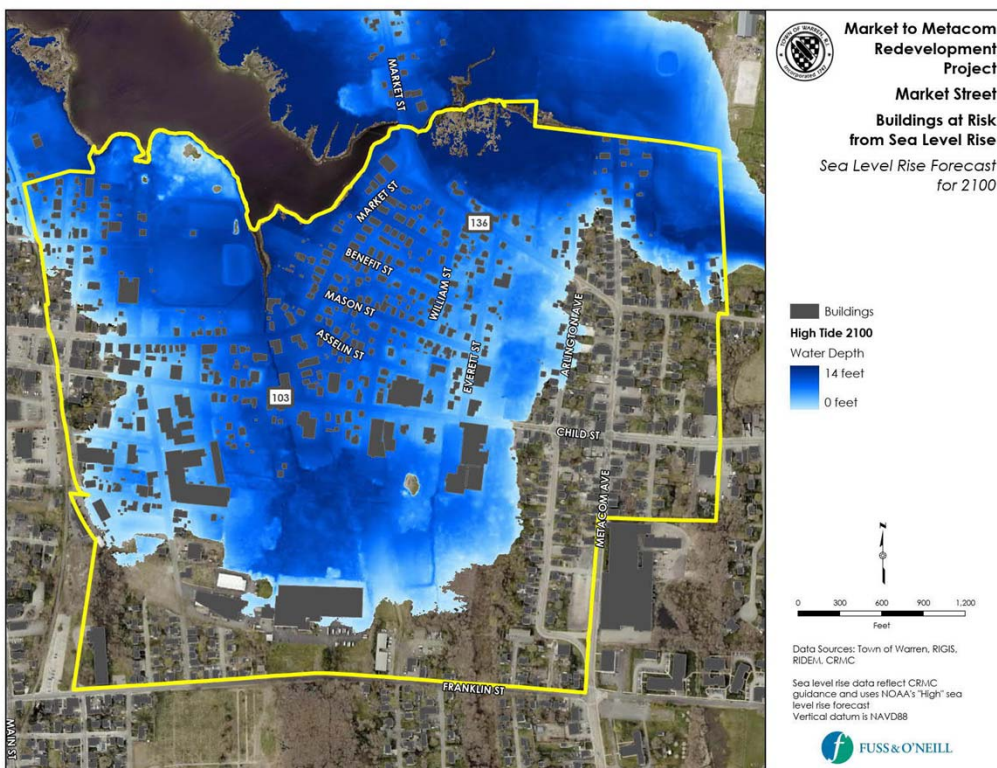 MARKET ST
MARKET ST
136
BENEFIT ST
WILLIAM ST
MASON ST
ASSELIN ST
ARLINGTON AVE
EVERETT ST
103
CHILD ST
METACOM AVE
FRANKLIN ST
MAIN ST
TOWN OF WARREN, R.I.
Market to Metacom
Redevelopment
Project
Market Street
Buildings at Risk
from Sea Level Rise
Sea Level Rise Forecast
for 2100
Buildings
High Tide 2100
Water Depth
14 feet
0 feet
N
0 300 600 900 1,200
Feet
Data Sources: Town of Warren, RIGIS,
RIDEM, CRMC
Sea level rise data reflect CRMC
guidance and uses NOAA's "High" sea
level rise forecast
Vertical datum is NAVD88
FUSS & O'NEILL